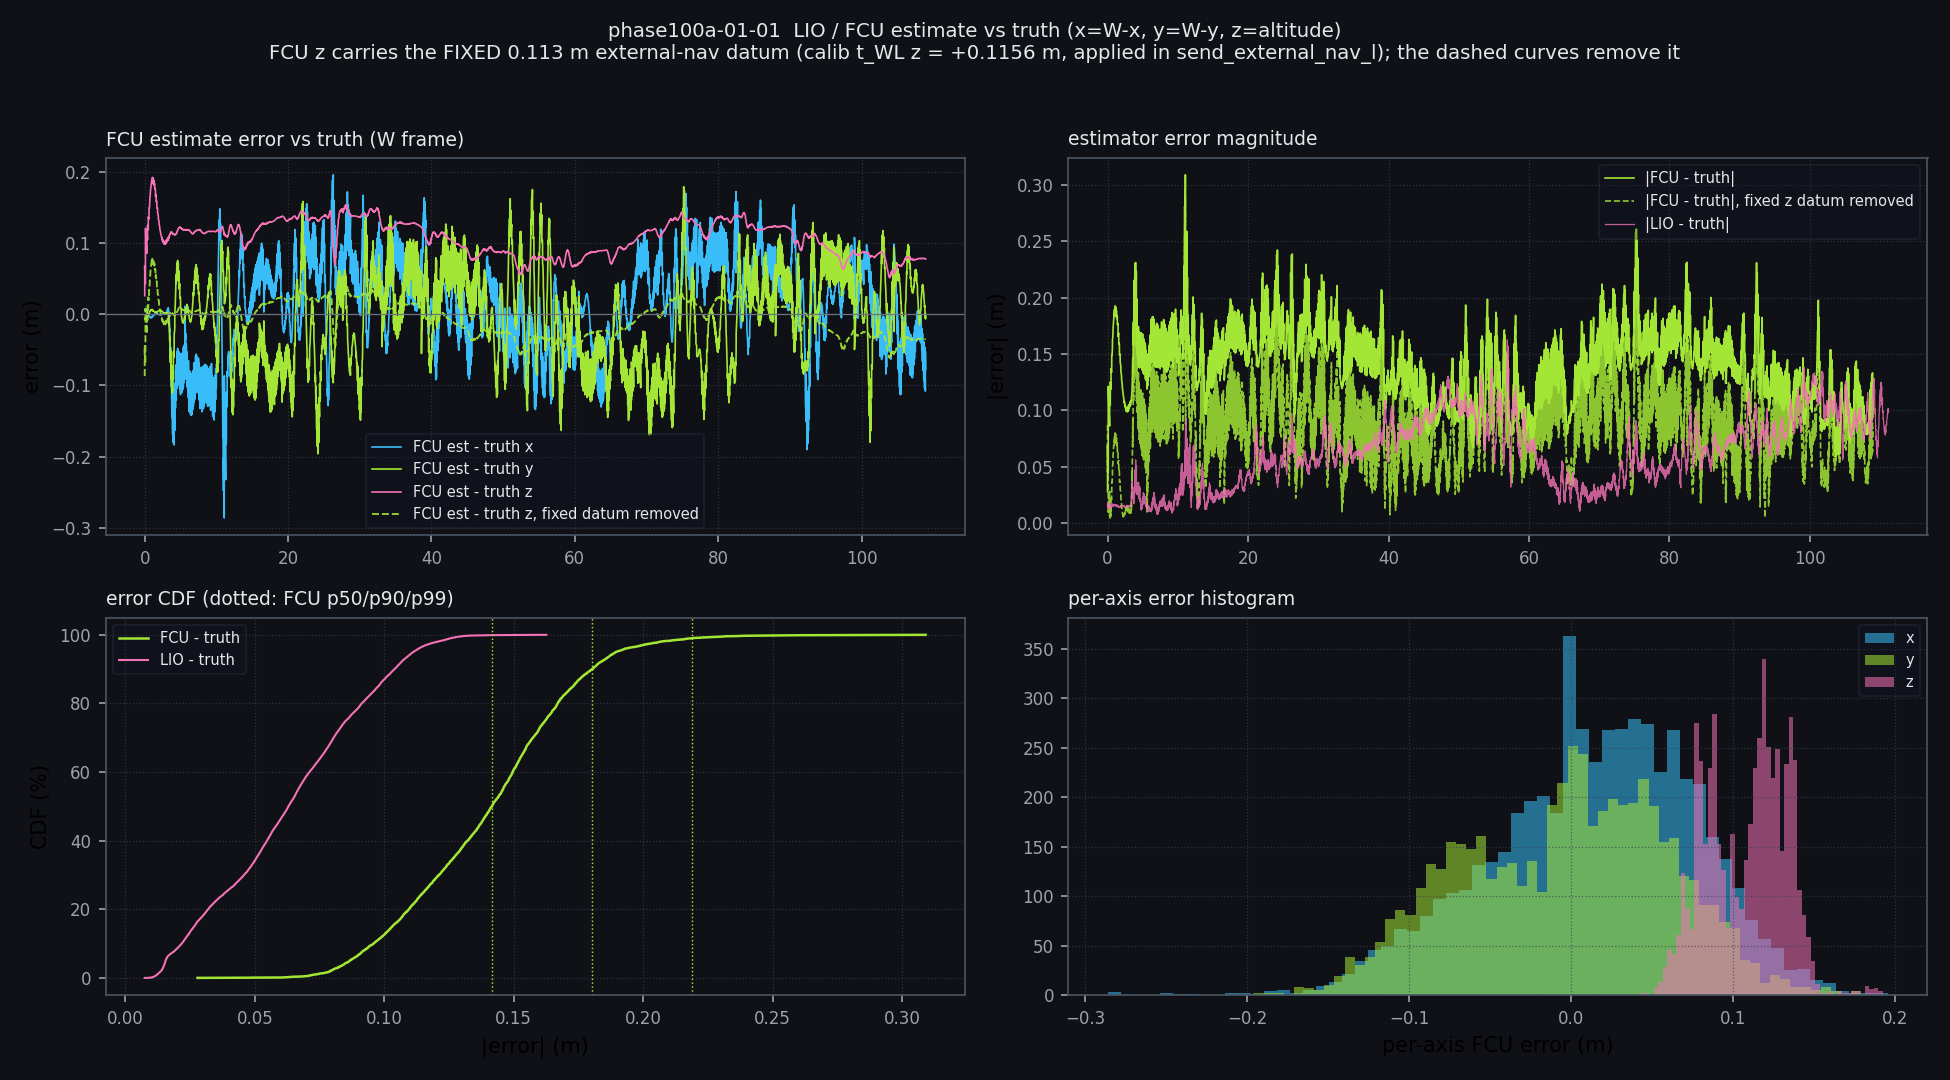 phase100a-01-01  LIO / FCU estimate vs truth (x=W-x, y=W-y, z=altitude)
FCU z carries the FIXED 0.113 m external-nav datum (calib t_WL z = +0.1156 m, applied in send_external_nav_l); the dashed curves remove it
FCU estimate error vs truth (W frame)
error (m)
0.2
0.1
0.0
−0.1
−0.2
−0.3
0
20
40
60
80
100
FCU est - truth x
FCU est - truth y
FCU est - truth z
FCU est - truth z, fixed datum removed
estimator error magnitude
|error| (m)
0.30
0.25
0.20
0.15
0.10
0.05
0.00
0
20
40
60
80
100
|FCU - truth|
|FCU - truth|, fixed z datum removed
|LIO - truth|
error CDF (dotted: FCU p50/p90/p99)
CDF (%)
100
80
60
40
20
0
0.00
0.05
0.10
0.15
0.20
0.25
0.30
|error| (m)
FCU - truth
LIO - truth
per-axis error histogram
350
300
250
200
150
100
50
0
−0.3
−0.2
−0.1
0.0
0.1
0.2
per-axis FCU error (m)
x
y
z